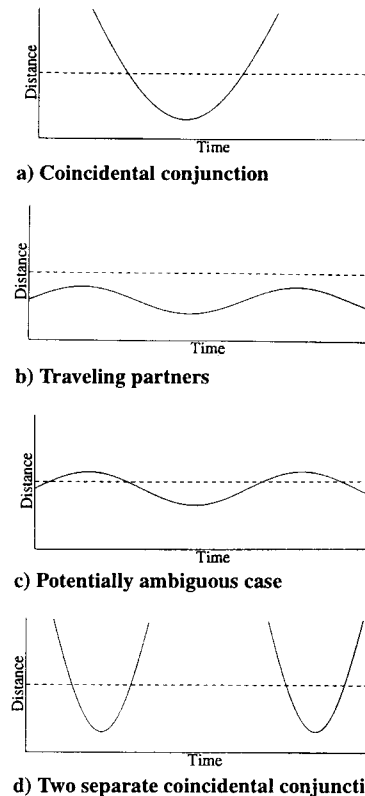 Distance
Time
a) Coincidental conjunction
Distance
Time
b) Traveling partners
Distance
Time
c) Potentially ambiguous case
Distance
Time
d) Two separate coincidental conjuncti